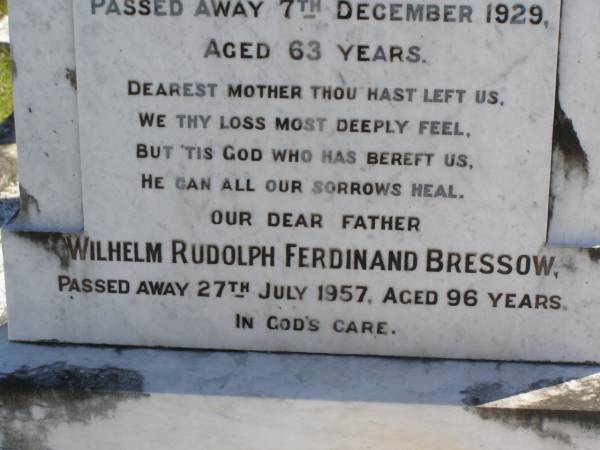 PASSED AWAY 7TH DECEMBER 1929,
AGED 63 YEARS.
DEAREST MOTHER THOU HAST LEFT US,
WE THY LOSS MOST DEEPLY FEEL,
BUT 'TIS GOD WHO HAS BEREFT US,
HE CAN ALL OUR SORROWS HEAL.
OUR DEAR FATHER
WILHELM RUDOLPH FERDINAND BRESSOW,
PASSED AWAY 27TH JULY 1957, AGED 96 YEARS.
IN GOD'S CARE.